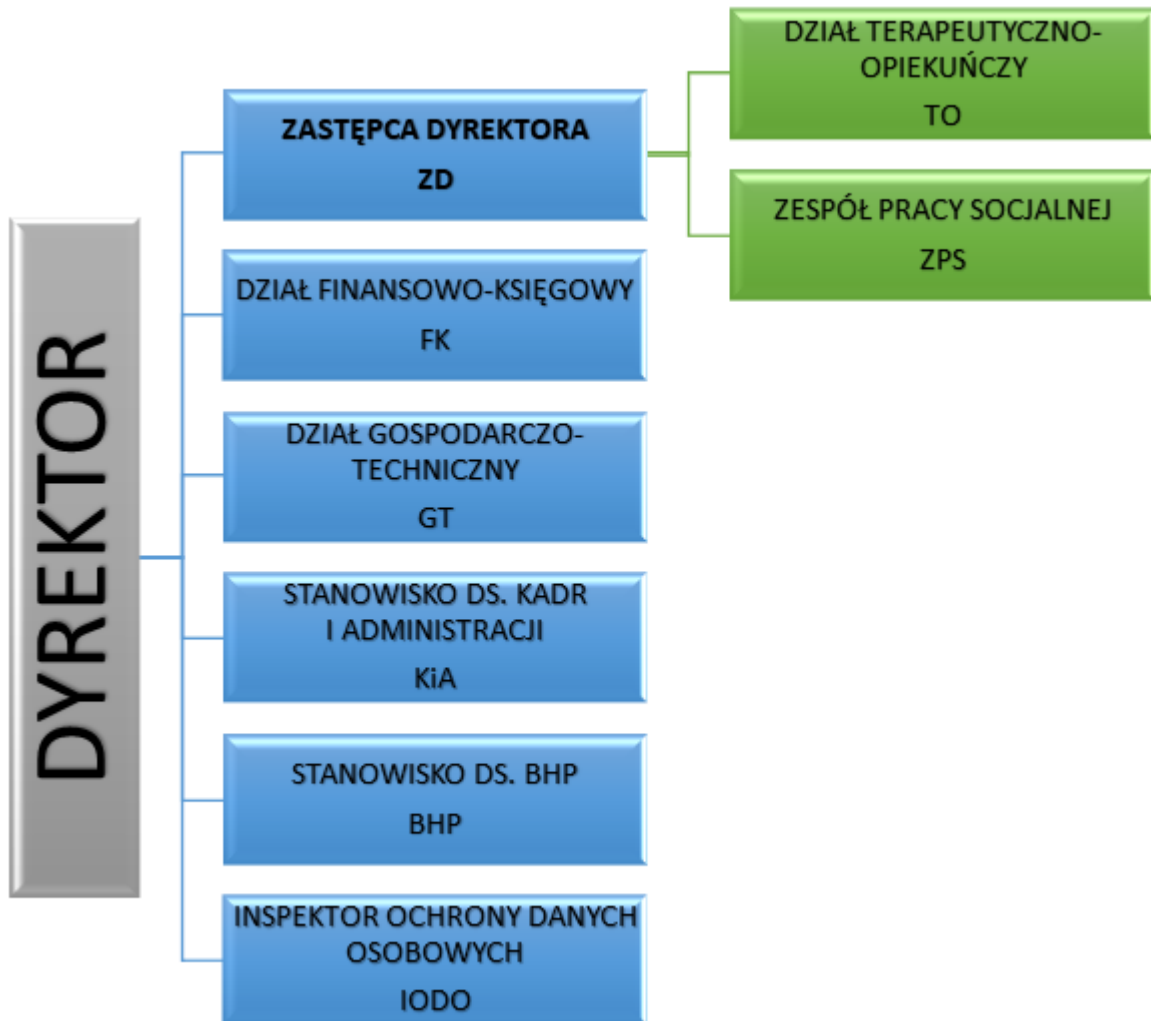 DYREKTOR
ZASTĘPCA DYREKTORA
ZD
DZIAŁ TERAPEUTYCZNO-
OPIEKUŃCZY
TO
ZESPÓŁ PRACY SOCJALNEJ
ZPS
DZIAŁ FINANSOWO-KSIĘGOWY
FK
DZIAŁ GOSPODARCZO-
TECHNICZNY
GT
STANOWISKO DS. KADR
I ADMINISTRACJI
KiA
STANOWISKO DS. BHP
BHP
INSPEKTOR OCHRONY DANYCH
OSOBOWYCH
IODO